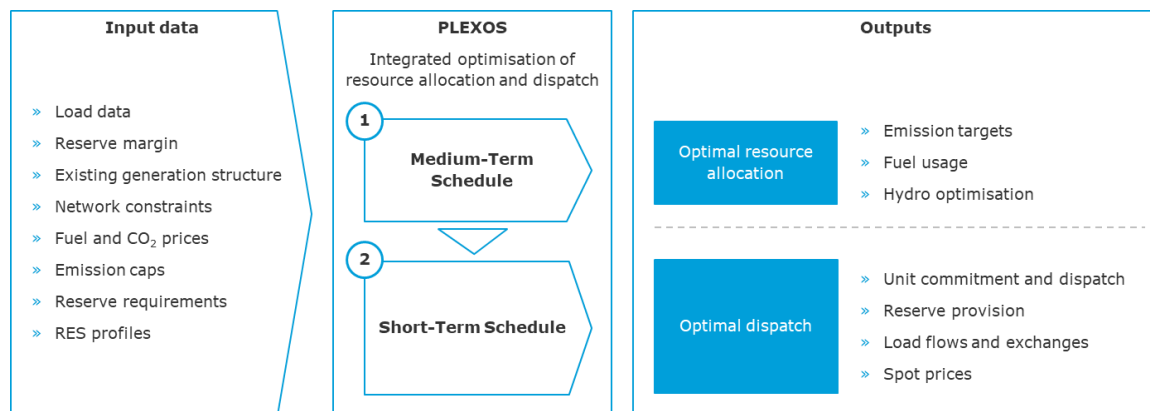 Input data
» Load data
» Reserve margin
» Existing generation structure
» Network constraints
» Fuel and CO₂ prices
» Emission caps
» Reserve requirements
» RES profiles
PLEXOS
Integrated optimisation of
resource allocation and dispatch
1
Medium-Term
Schedule
2
Short-Term Schedule
Outputs
Optimal resource
allocation
» Emission targets
» Fuel usage
» Hydro optimisation
Optimal dispatch
» Unit commitment and dispatch
» Reserve provision
» Load flows and exchanges
» Spot prices